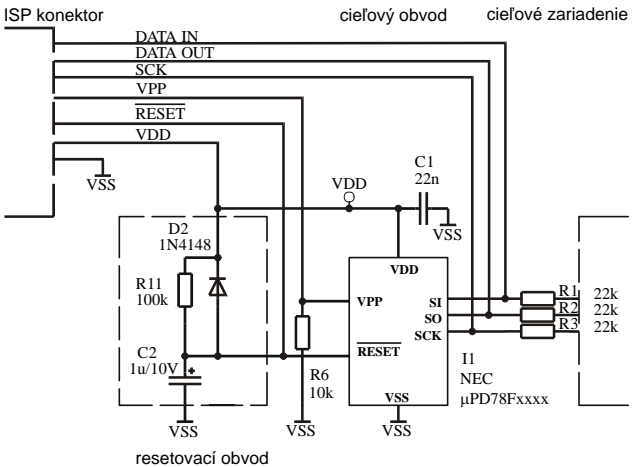 ISP konektor
cieľový obvod
cieľové zariadenie
DATA IN
DATA OUT
SCK
VPP
RESET
VDD
VSS
C1
22n
VDD
VSS
D2
1N4148
VDD
R11
100k
R1
22k
VPP
SI
R2
22k
SO
R3
22k
SCK
C2
1u/10V
+
RESET
R6
10k
I1
NEC
µPD78Fxxxx
VSS
VSS
VSS
VSS
resetovací obvod